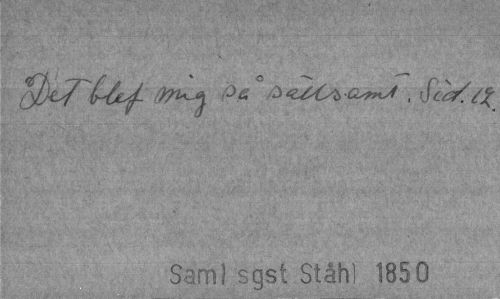 Det blef mig så sällsamt. Sid. 12.
Saml sgst Ståhl 1850